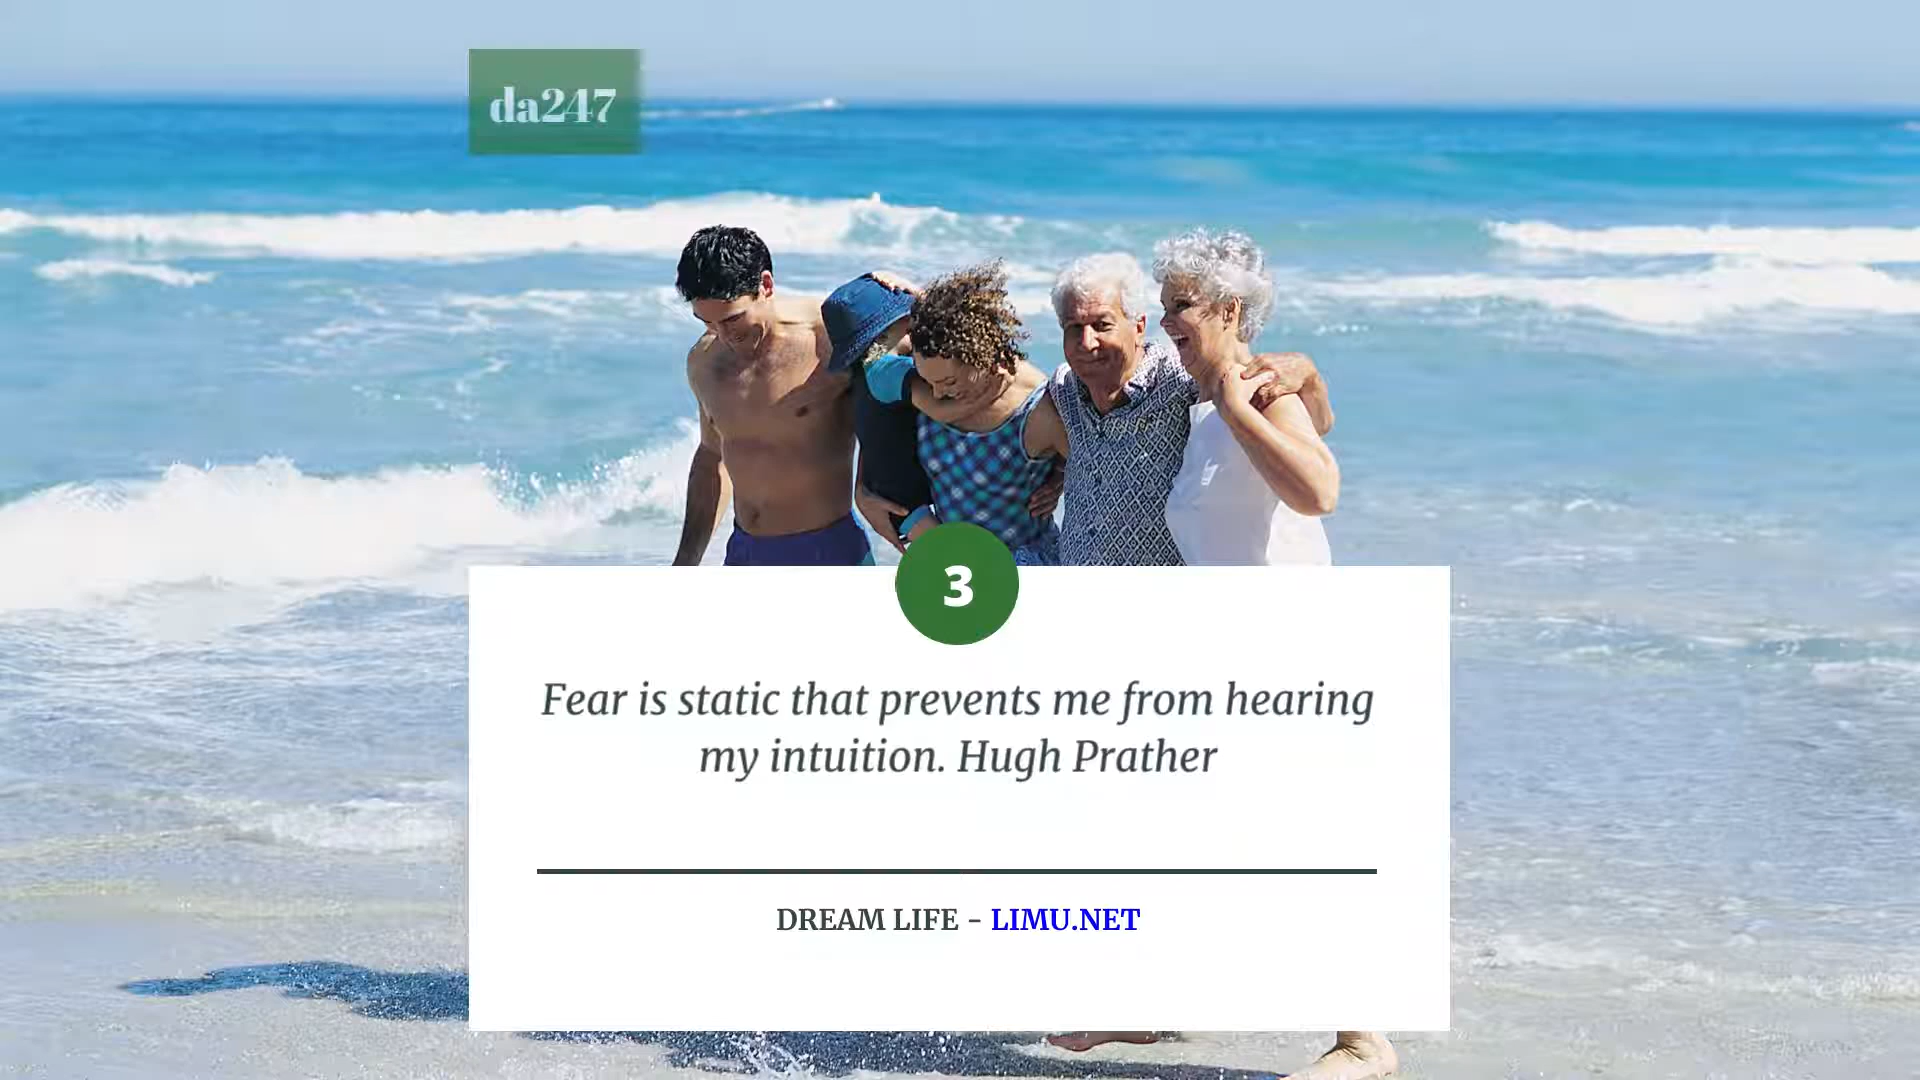 da247
3
Fear is static that prevents me from hearing
my intuition. Hugh Prather
DREAM LIFE - LIMU.NET